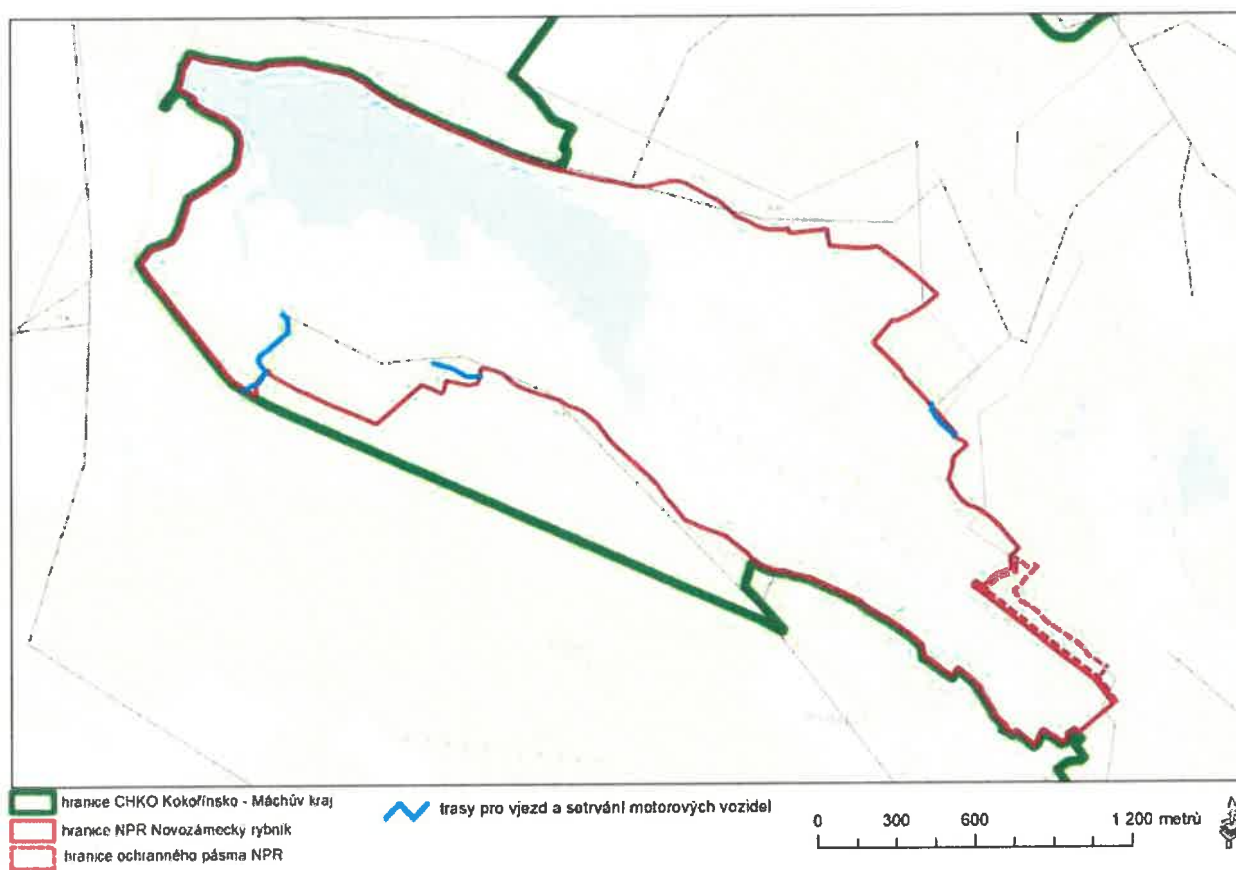 hranice CHKO Kokořínsko - Máchův kraj
trasy pro vjezd a setrvání motorových vozidel
hranice NPR Novozámecký rybník
hranice ochranného pásma NPR
0 300 600 1 200 metrů